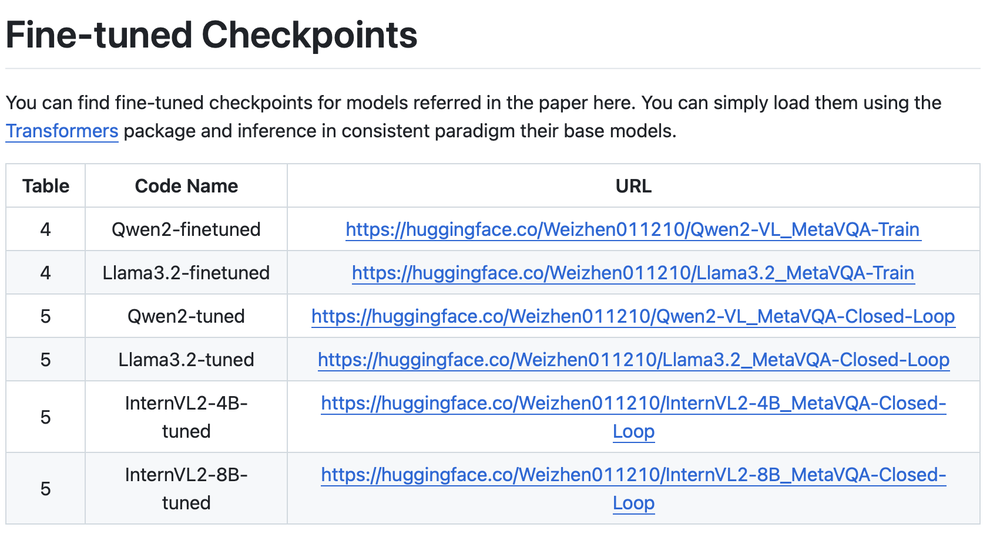 Fine-tuned Checkpoints
You can find fine-tuned checkpoints for models referred in the paper here. You can simply load them using the
Transformers package and inference in consistent paradigm their base models.
Table Code Name URL
4 Qwen2-finetuned https://huggingface.co/Weizhen011210/Qwen2-VL_MetaVQA-Train
4 Llama3.2-finetuned https://huggingface.co/Weizhen011210/Llama3.2_MetaVQA-Train
5 Qwen2-tuned https://huggingface.co/Weizhen011210/Qwen2-VL_MetaVQA-Closed-Loop
5 Llama3.2-tuned https://huggingface.co/Weizhen011210/Llama3.2_MetaVQA-Closed-Loop
5 InternVL2-4B- https://huggingface.co/Weizhen011210/InternVL2-4B_MetaVQA-Closed-
tuned Loop
5 InternVL2-8B- https://huggingface.co/Weizhen011210/InternVL2-8B_MetaVQA-Closed-
tuned Loop